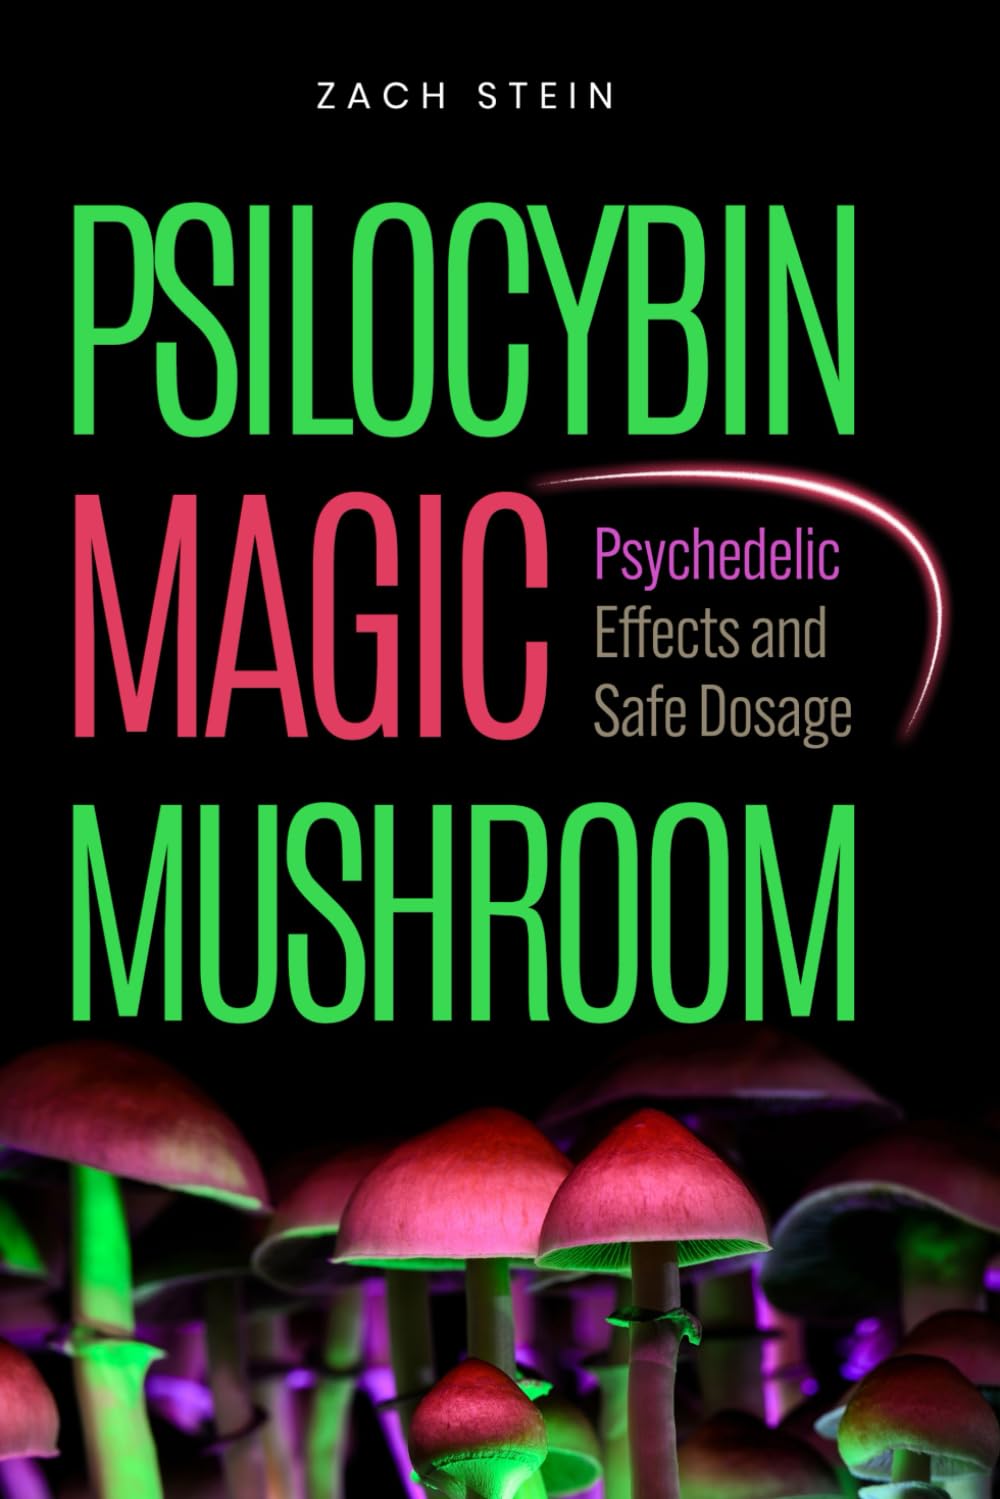 ZACH STEIN
PSILOCYBIN
MAGIC
Psychedelic
Effects and
Safe Dosage
MUSHROOM